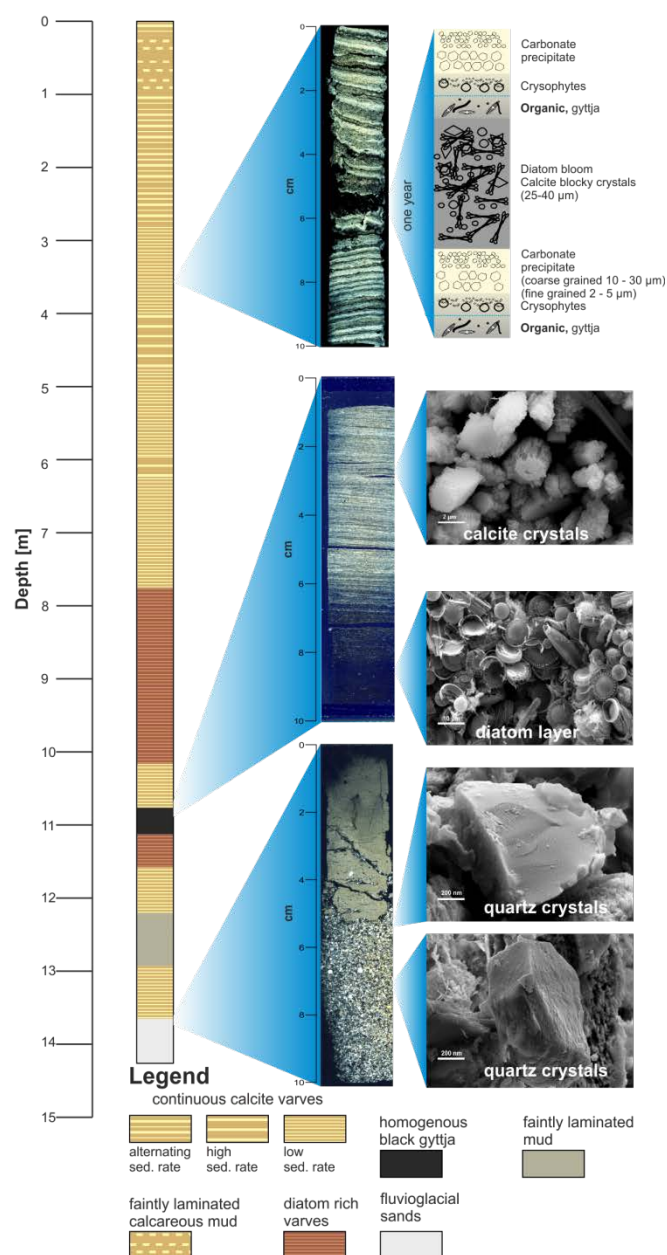 0
1
2
3
4
5
6
7
8
9
10
11
12
13
14
15
Depth [m]
0
2
4
6
8
10
cm
one year
Carbonate
precipitate
Crysophytes
Organic, gyttja
Diatom bloom
Calcite blocky crystals
(25-40 µm)
Carbonate
precipitate
(coarse grained 10 - 30 µm)
(fine grained 2 - 5 µm)
Crysophytes
Organic, gyttja
0
2
4
6
8
10
cm
2 µm
calcite crystals
10 µm
diatom layer
0
2
4
6
8
10
cm
200 nm
quartz crystals
200 nm
quartz crystals
Legend
continuous calcite varves
alternating
sed. rate
high
sed. rate
low
sed. rate
homogenous
black gyttja
faintly laminated
mud
faintly laminated
calcareous mud
diatom rich
varves
fluvioglacial
sands